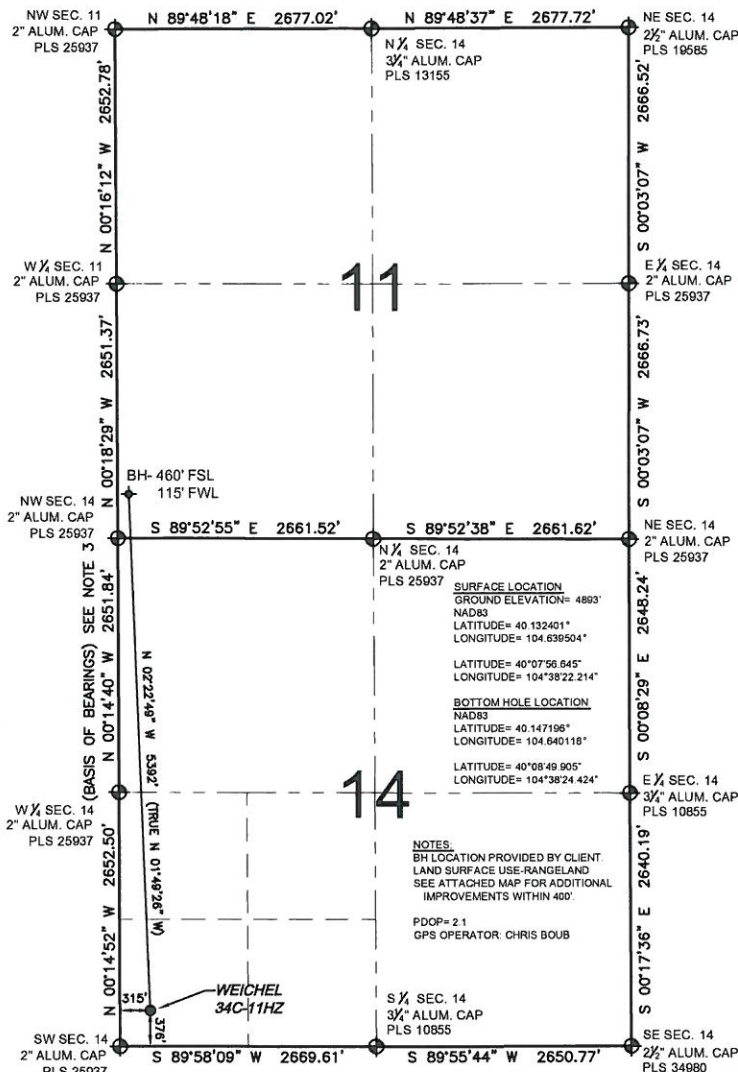 NW SEC. 11
2" ALUM. CAP
PLS 25937
N 89°48'18" E 2677.02'
N 89°48'37" E 2677.72'
NE SEC. 14
2½" ALUM. CAP
PLS 19585
N ¼ SEC. 14
3¼" ALUM. CAP
PLS 13155
N 00°16'12" W 2652.78'
S 00°03'07" W 2666.52'
W ¼ SEC. 11
2" ALUM. CAP
PLS 25937
11
E ¼ SEC. 14
2" ALUM. CAP
PLS 25937
N 00°18'29" W 2651.37'
S 00°03'07" W 2666.73'
BH- 460' FSL
115' FWL
NW SEC. 14
2" ALUM. CAP
PLS 25937
S 89°52'55" E 2661.52'
S 89°52'38" E 2661.62'
NE SEC. 14
2" ALUM. CAP
PLS 25937
N ¼ SEC. 14
2" ALUM. CAP
PLS 25937
(BASIS OF BEARINGS) SEE NOTE 3
N 00°14'40" W 2651.84'
N 02°22'49" W 5392' (TRUE N 01°49'26" W)
SURFACE LOCATION
GROUND ELEVATION= 4893'
NAD83
LATITUDE= 40.132401°
LONGITUDE= 104.639504°
LATITUDE= 40°07'56.645"
LONGITUDE= 104°38'22.214"
BOTTOM HOLE LOCATION
NAD83
LATITUDE= 40.147196°
LONGITUDE= 104.640118°
LATITUDE= 40°08'49.905"
LONGITUDE= 104°38'24.424"
S 00°08'29" E 2648.24'
W ¼ SEC. 14
2" ALUM. CAP
PLS 25937
14
E ¼ SEC. 14
3¼" ALUM. CAP
PLS 10855
NOTES:
BH LOCATION PROVIDED BY CLIENT.
LAND SURFACE USE-RANGELAND
SEE ATTACHED MAP FOR ADDITIONAL
IMPROVEMENTS WITHIN 400'.
PDOP= 2.1
GPS OPERATOR: CHRIS BOUB
N 00°14'52" W 2652.50'
S 00°17'36" E 2640.19'
WEICHEL
34C-11HZ
315'
376'
S ¼ SEC. 14
3¼" ALUM. CAP
PLS 10855
SW SEC. 14
2" ALUM. CAP
PLS 25937
S 89°58'09" W 2669.61'
S 89°55'44" W 2650.77'
SE SEC. 14
2½" ALUM. CAP
PLS 34980